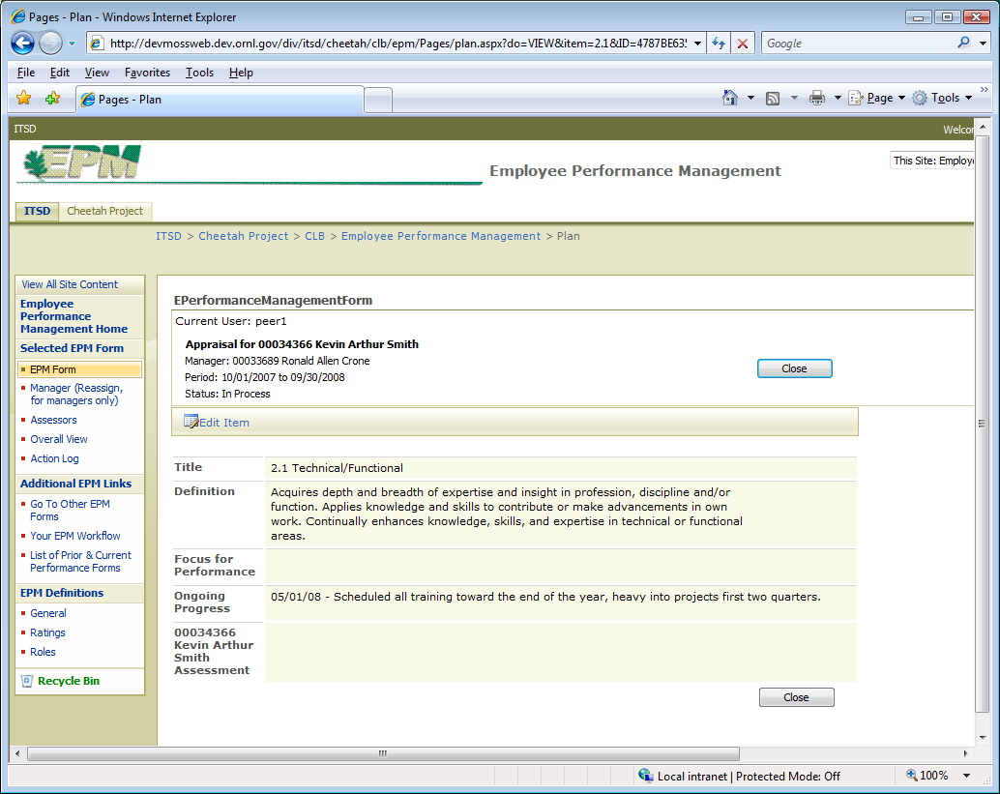 Pages - Plan - Windows Internet Explorer
http://devmossweb.dev.ornl.gov/div/itsd/cheetah/clb/epm/Pages/plan.aspx?do=VIEW&item=2.1&ID=4787BE63
Google
File Edit View Favorites Tools Help
Pages - Plan
Page Tools
ITSD
Welcor
EPM
Employee Performance Management
This Site: Employe
ITSD Cheetah Project
ITSD > Cheetah Project > CLB > Employee Performance Management > Plan
View All Site Content
Employee
Performance
Management Home
Selected EPM Form
EPM Form
Manager (Reassign,
for managers only)
Assessors
Overall View
Action Log
Additional EPM Links
Go To Other EPM
Forms
Your EPM Workflow
List of Prior & Current
Performance Forms
EPM Definitions
General
Ratings
Roles
Recycle Bin
EPerformanceManagementForm
Current User: peer1
Appraisal for 00034366 Kevin Arthur Smith
Manager: 00033689 Ronald Allen Crone
Period: 10/01/2007 to 09/30/2008
Status: In Process
Close
Edit Item
Title
2.1 Technical/Functional
Definition
Acquires depth and breadth of expertise and insight in profession, discipline and/or
function. Applies knowledge and skills to contribute or make advancements in own
work. Continually enhances knowledge, skills, and expertise in technical or functional
areas.
Focus for
Performance
Ongoing
Progress
05/01/08 - Scheduled all training toward the end of the year, heavy into projects first two quarters.
00034366
Kevin Arthur
Smith
Assessment
Close
Local intranet | Protected Mode: Off
100%